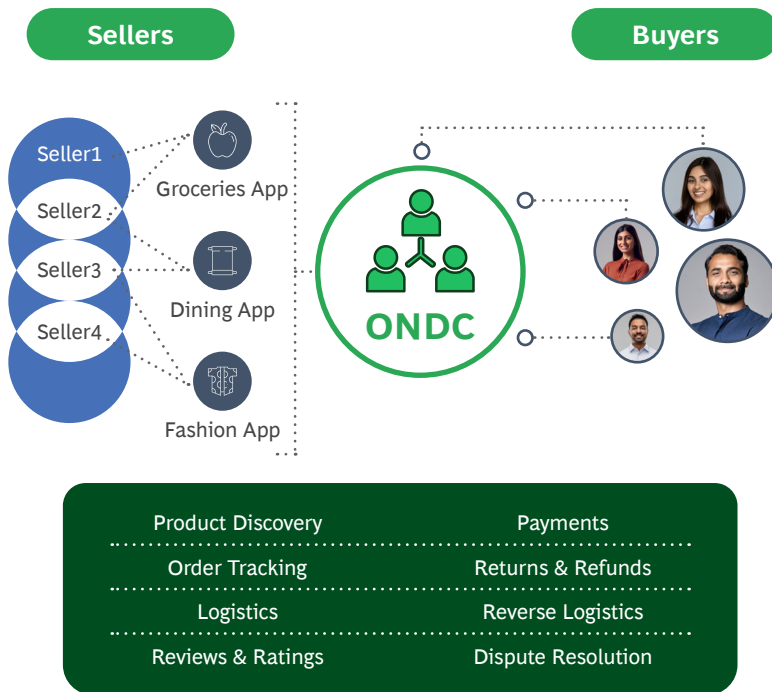 Sellers
Buyers
Seller1
Seller2
Seller3
Seller4
Groceries App
Dining App
Fashion App
ONDC
Product Discovery
Payments
Order Tracking
Returns & Refunds
Logistics
Reverse Logistics
Reviews & Ratings
Dispute Resolution